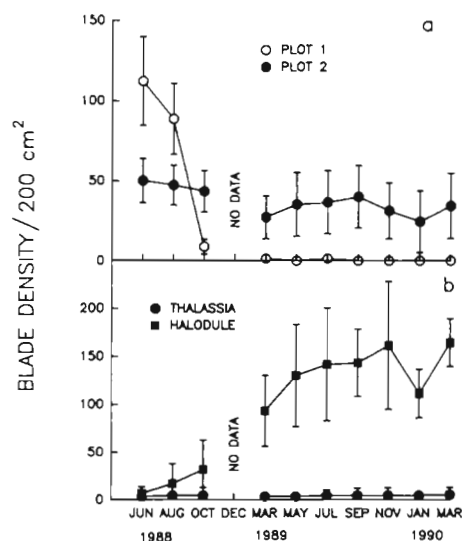 a
○ PLOT 1
● PLOT 2
150
100
50
0
NO DATA
BLADE DENSITY/200 cm²
b
● THALASSIA
■ HALODULE
200
150
100
50
0
NO DATA
JUN AUG OCT DEC MAR MAY JUL SEP NOV JAN MAR
1988 1989 1990